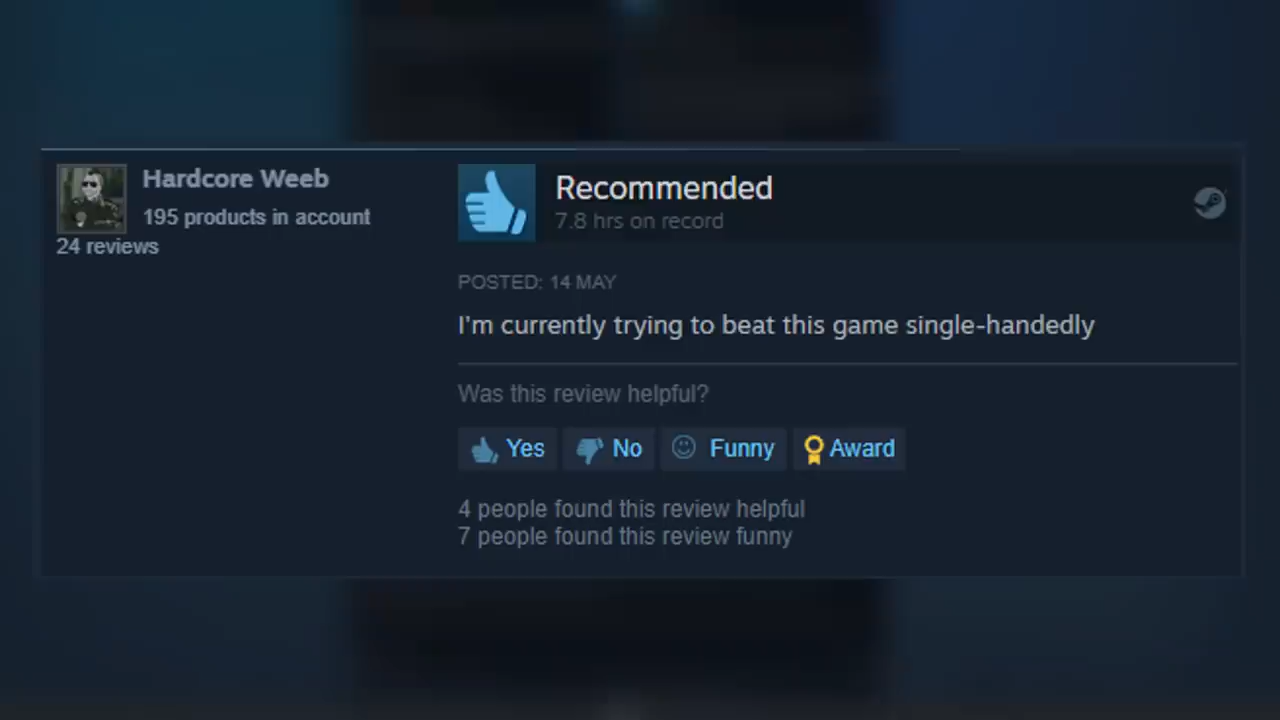 Hardcore Weeb
195 products in account
24 reviews
Recommended
7.8 hrs on record
POSTED: 14 MAY
I'm currently trying to beat this game single-handedly
Was this review helpful?
Yes No Funny Award
4 people found this review helpful
7 people found this review funny